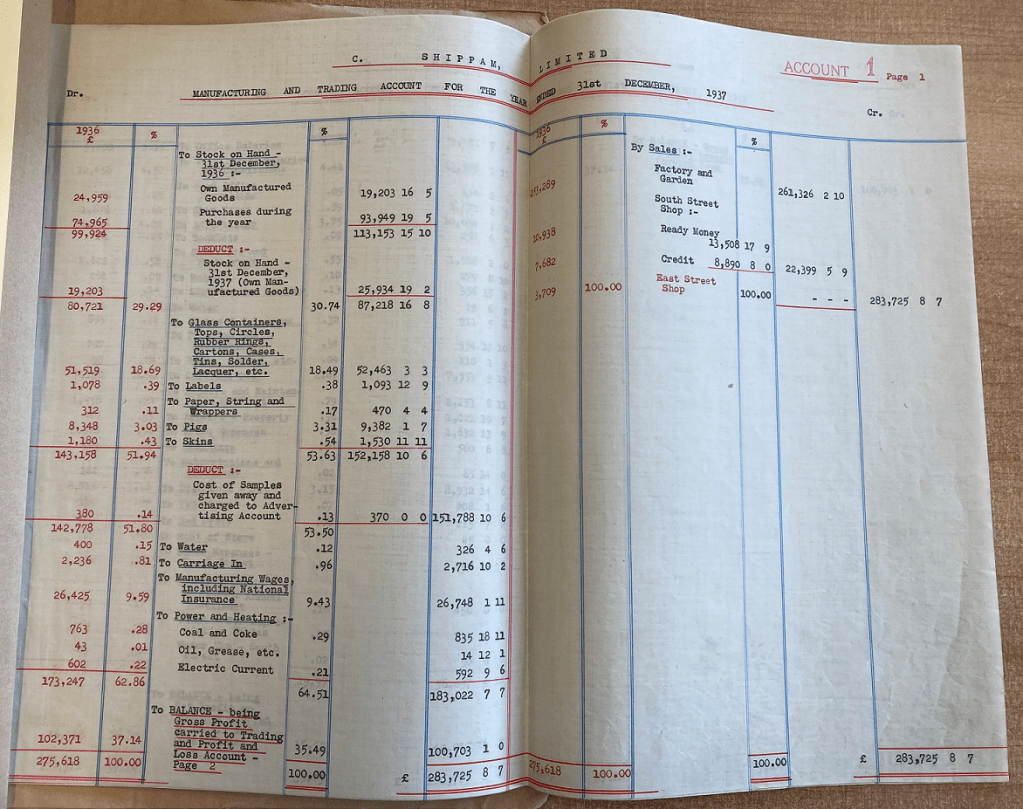 C. SHIPPAM, LIMITED
ACCOUNT 1 Page 1
Dr. MANUFACTURING AND TRADING ACCOUNT FOR THE YEAR ENDED 31st DECEMBER, 1937 Cr.
1936 % %
£
To Stock on Hand -
31st December,
1936 :-
Own Manufactured
24,959 Goods 19,203 16 5
Purchases during
74,965 the year 93,949 19 5
99,924 113,153 15 10
DEDUCT :-
Stock on Hand -
31st December,
1937 (Own Man-
19,203 ufactured Goods) 25,934 19 2
80,721 29.29 30.74 87,218 16 8
To Glass Containers,
Tops, Circles,
Rubber Rings,
Cartons, Cases,
Tins, Solder,
51,519 18.69 Lacquer, etc. 18.49 52,463 3 3
1,078 .39 To Labels .38 1,093 12 9
To Paper, String and
312 .11 Wrappers .17 470 4 4
8,348 3.03 To Pigs 3.31 9,382 1 7
1,180 .43 To Skins .54 1,530 11 11
143,158 51.94 53.63 152,158 10 6
DEDUCT :-
Cost of Samples
given away and
charged to Adver-
380 .14 tising Account .13 370 0 0 151,788 10 6
142,778 51.80 53.50
400 .15 To Water .12 326 4 6
2,236 .81 To Carriage In .96 2,716 10 2
To Manufacturing Wages,
including National
26,425 9.59 Insurance 9.43 26,748 1 11
To Power and Heating :-
763 .28 Coal and Coke .29 835 18 11
43 .01 Oil, Grease, etc. 14 12 1
602 .22 Electric Current .21 592 9 6
173,247 62.86 64.51 183,022 7 7
To BALANCE - being
Gross Profit
carried to Trading
102,371 37.14 and Profit and 35.49 100,703 1 0
Loss Account -
275,618 100.00 Page 2 100.00 £ 283,725 8 7
1936 % %
£
By Sales :-
Factory and
253,289 Garden 261,326 2 10
South Street
Shop :-
10,938 Ready Money 13,508 17 9
7,682 Credit 8,890 8 0 22,399 5 9
East Street
3,709 100.00 Shop 100.00 - - - 283,725 8 7
275,618 100.00 100.00 £ 283,725 8 7